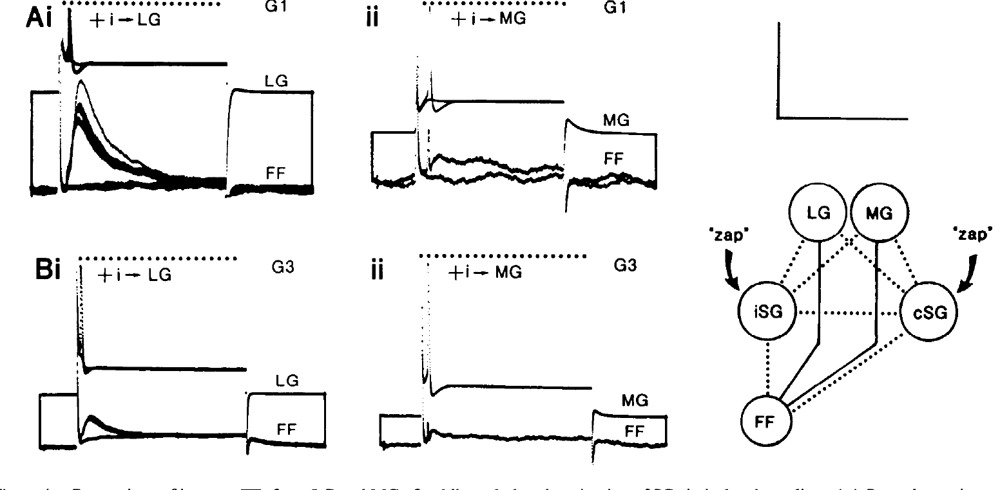 Ai
+i→LG
G1
LG
FF
ii
+i→MG
G1
MG
FF
Bi
+i→LG
G3
LG
FF
ii
+i→MG
G3
MG
FF
LG
MG
'zap'
'zap'
iSG
cSG
FF